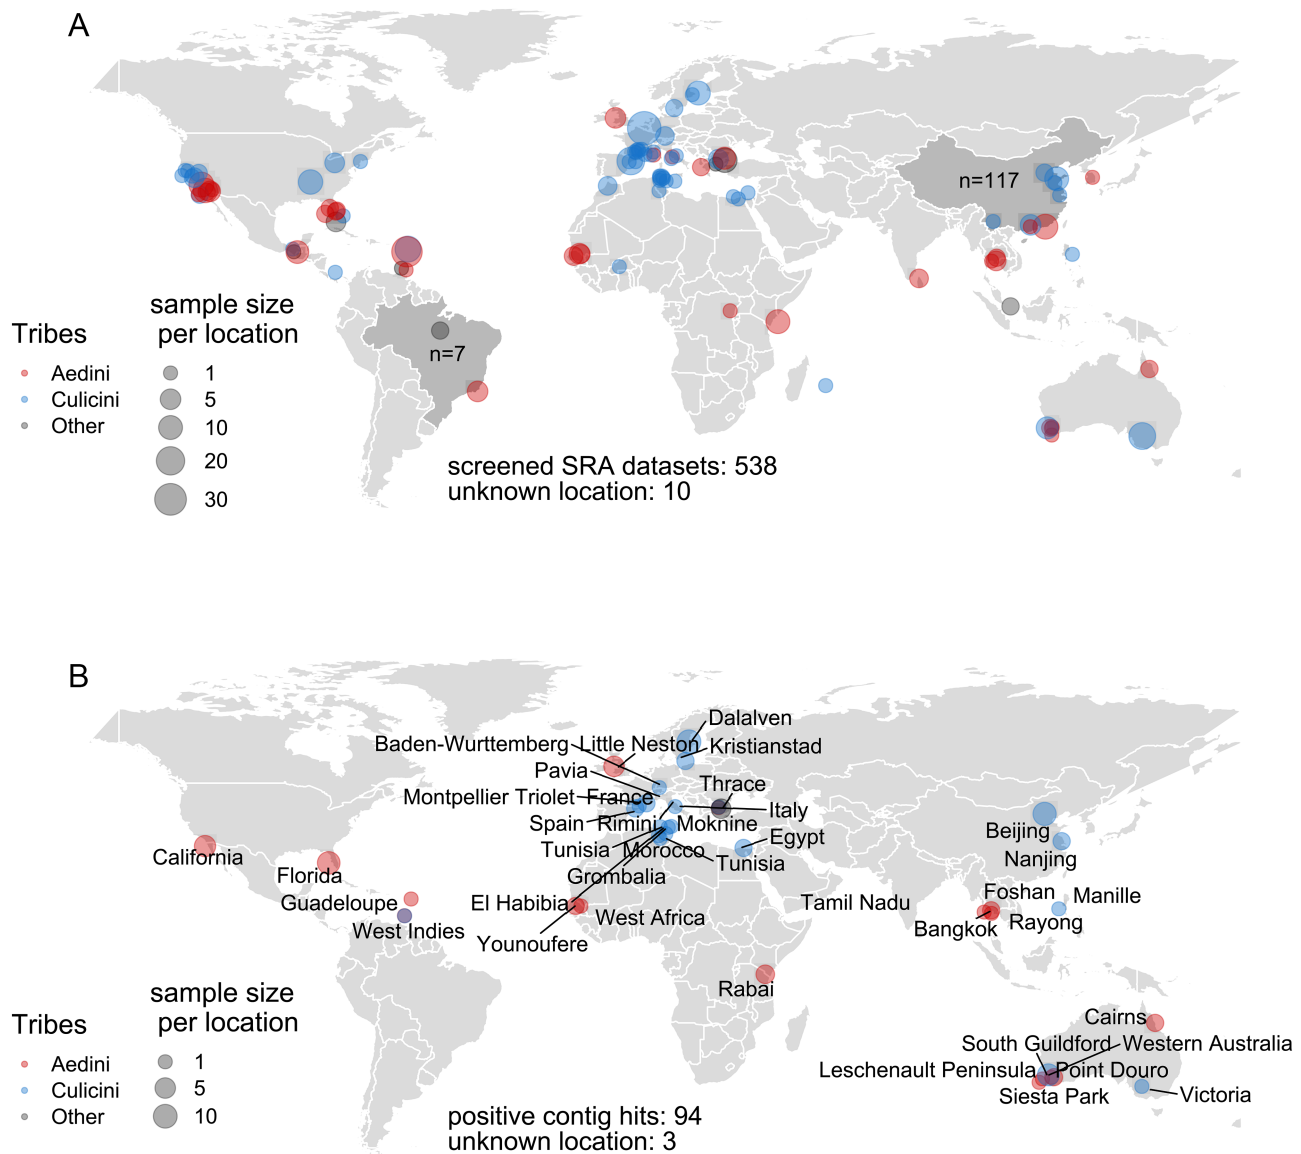 A
n=117
n=7
sample size
per location
Tribes
Aedini
Culicini
Other
1
5
10
20
30
screened SRA datasets: 538
unknown location: 10
B
Dalalven
Baden-Wurttemberg
Little Neston
Kristianstad
Pavia
Thrace
Montpellier Triolet
France
Italy
Spain
Rimini
Moknine
Egypt
Tunisia
Morocco
Tunisia
Grombalia
El Habibia
West Africa
Younoufere
California
Florida
Guadeloupe
West Indies
Beijing
Nanjing
Tamil Nadu
Foshan
Manille
Bangkok
Rayong
Rabai
Cairns
South Guildford
Western Australia
Leschenault Peninsula
Point Douro
Siesta Park
Victoria
sample size
per location
Tribes
Aedini
Culicini
Other
1
5
10
positive contig hits: 94
unknown location: 3